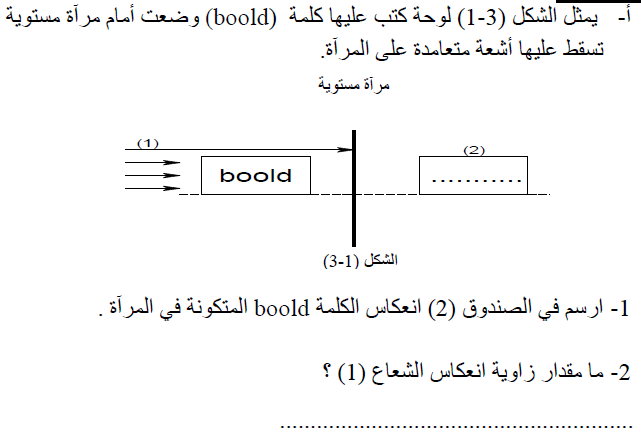 أ- يمثل الشكل (3-1) لوحة كتب عليها كلمة (boold) وضعت أمام مرآة مستوية
تسقط عليها أشعة متعامدة على المرآة.
مرآة مستوية
(1)
(2)
boold
...........
الشكل (3-1)
1- ارسم في الصندوق (2) انعكاس الكلمة boold المتكونة في المرآة .
2- ما مقدار زاوية انعكاس الشعاع (1) ؟
..........................................................